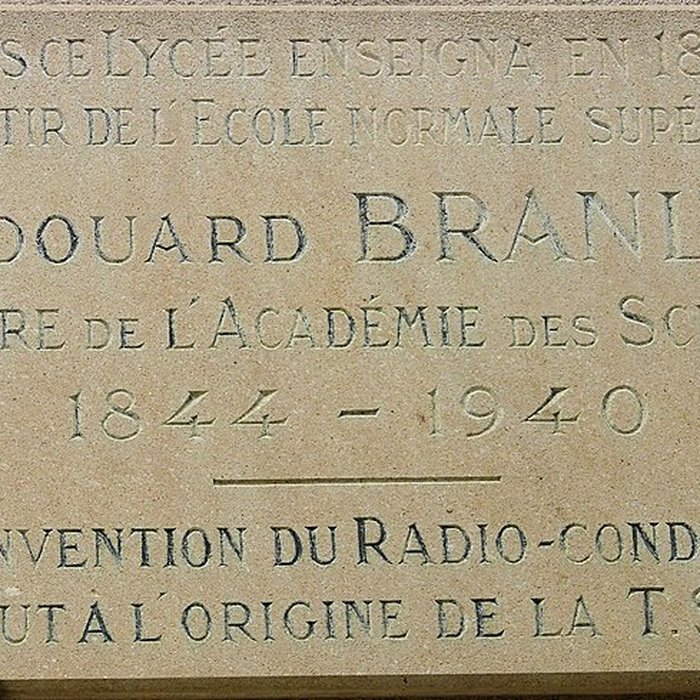 S CE LYCÉE ENSEIGNA, EN 18
TIR DE L'ECOLE NORMALE SUPÉ
DOUARD BRANL
RE DE L'ACADÉMIE DES SC
1844 – 1940
NVENTION DU RADIO-COND
UT A L'ORIGINE DE LA T.S